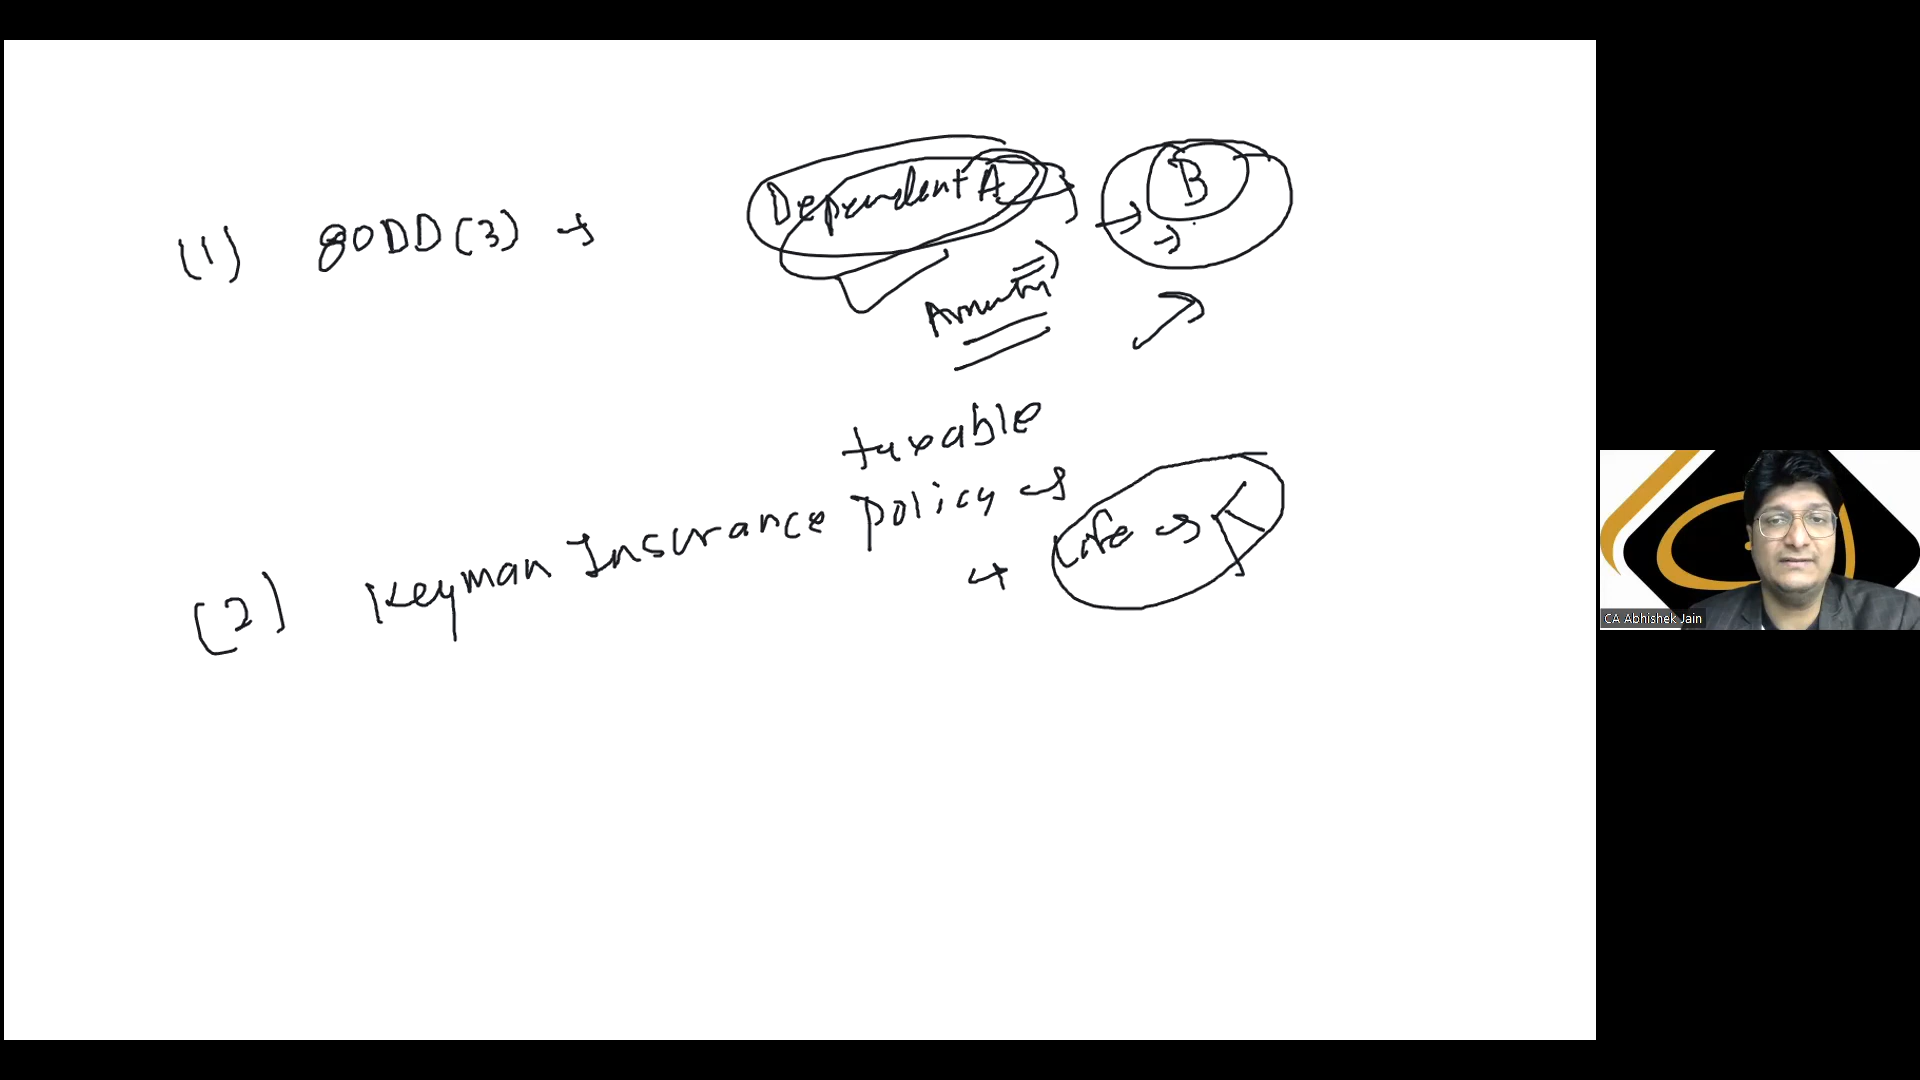 (1) 80DD(3) → Dependent A → B
Annuity
taxable
(2) Keyman Insurance Policy →
→ Life →
CA Abhishek Jain